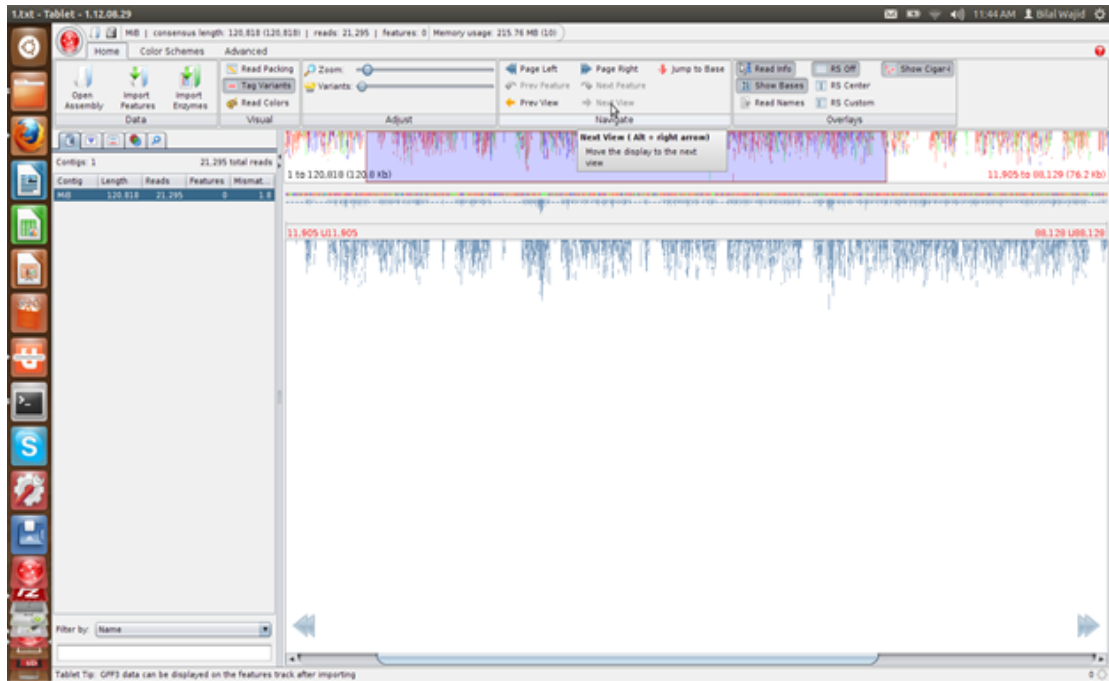 1.txt - Tablet - 1.12.08.29
11:44 AM Bilal Wajid
MiB | consensus length: 120,818 (120,818) | reads: 21,295 | features: 0 | Memory usage: 215.76 MB (10)
Home Color Schemes Advanced
Open Assembly
Import Features
Import Enzymes
Data
Read Packing
Tag Variants
Read Colors
Visual
Zoom:
Variants:
Adjust
Page Left Page Right Jump to Base
Prev Feature Next Feature
Prev View Next View
Navigate
Read Info RS Off Show Cigar-I
Show Bases RS Center
Read Names RS Custom
Overlays
Next View ( Alt + right arrow)
Move the display to the next
view
Contigs: 1 21,295 total reads
Contig Length Reads Features Mismat...
MiB 120,818 21,295 0 1.8
1 to 120,818 (120.8 Kb) 11,905 to 88,129 (76.2 Kb)
11,905 U11,905 88,128 U88,128
Filter by: Name
Tablet Tip: GFF3 data can be displayed on the features track after importing
0